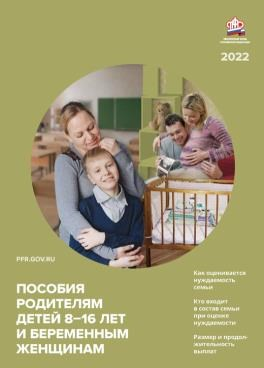 2022
PFR.GOV.RU
ПОСОБИЯ
РОДИТЕЛЯМ
ДЕТЕЙ 8–16 ЛЕТ
И БЕРЕМЕННЫМ
ЖЕНЩИНАМ
Как оценивается
нуждаемость
семьи
Кто входит
в состав семьи
при оценке
нуждаемости
Размер и продол-
жительность
выплат